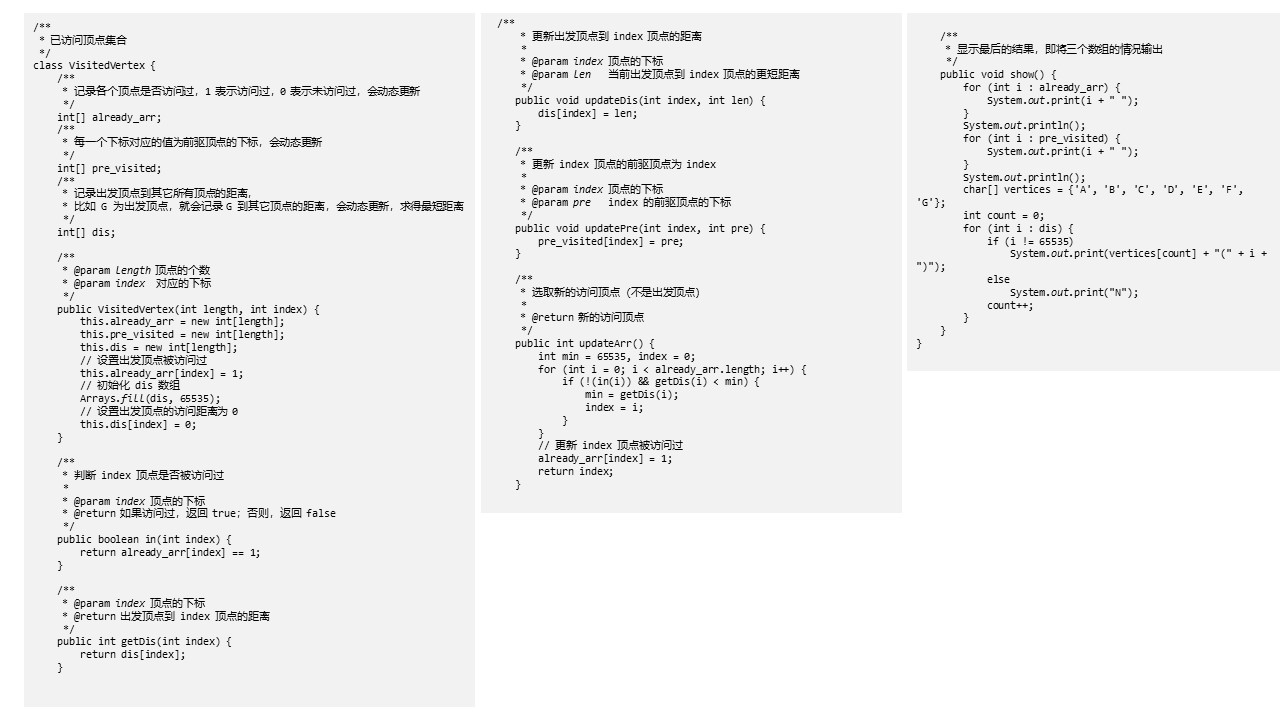 /**
 * 已访问顶点集合
 */
class VisitedVertex {
    /**
     * 记录各个顶点是否访问过, 1 表示访问过, 0 表示未访问过, 会动态更新
     */
    int[] already_arr;
    /**
     * 每一个下标对应的值为前驱顶点的下标, 会动态更新
     */
    int[] pre_visited;
    /**
     * 记录出发顶点到其它所有顶点的距离,
     * 比如 G 为出发顶点, 就会记录 G 到其它顶点的距离, 会动态更新, 求得最短距离
     */
    int[] dis;

    /**
     * @param length 顶点的个数
     * @param index  对应的下标
     */
    public VisitedVertex(int length, int index) {
        this.already_arr = new int[length];
        this.pre_visited = new int[length];
        this.dis = new int[length];
        // 设置出发顶点被访问过
        this.already_arr[index] = 1;
        // 初始化 dis 数组
        Arrays.fill(dis, 65535);
        // 设置出发顶点的访问距离为 0
        this.dis[index] = 0;
    }

    /**
     * 判断 index 顶点是否被访问过
     *
     * @param index 顶点的下标
     * @return 如果访问过, 返回 true; 否则, 返回 false
     */
    public boolean in(int index) {
        return already_arr[index] == 1;
    }

    /**
     * @param index 顶点的下标
     * @return 出发顶点到 index 顶点的距离
     */
    public int getDis(int index) {
        return dis[index];
    }
/**
     * 更新出发顶点到 index 顶点的距离
     *
     * @param index 顶点的下标
     * @param len   当前出发顶点到 index 顶点的更短距离
     */
    public void updateDis(int index, int len) {
        dis[index] = len;
    }

    /**
     * 更新 index 顶点的前驱顶点为 index
     *
     * @param index 顶点的下标
     * @param pre   index 的前驱顶点的下标
     */
    public void updatePre(int index, int pre) {
        pre_visited[index] = pre;
    }

    /**
     * 选取新的访问顶点 (不是出发顶点)
     *
     * @return 新的访问顶点
     */
    public int updateArr() {
        int min = 65535, index = 0;
        for (int i = 0; i < already_arr.length; i++) {
            if (!(in(i)) && getDis(i) < min) {
                min = getDis(i);
                index = i;
            }
        }
        // 更新 index 顶点被访问过
        already_arr[index] = 1;
        return index;
    }
    /**
     * 显示最后的结果, 即将三个数组的情况输出
     */
    public void show() {
        for (int i : already_arr) {
            System.out.print(i + " ");
        }
        System.out.println();
        for (int i : pre_visited) {
            System.out.print(i + " ");
        }
        System.out.println();
        char[] vertices = {'A', 'B', 'C', 'D', 'E', 'F',
'G'};
        int count = 0;
        for (int i : dis) {
            if (i != 65535)
                System.out.print(vertices[count] + "(" + i +
")");
            else
                System.out.print("N");
            count++;
        }
    }
}